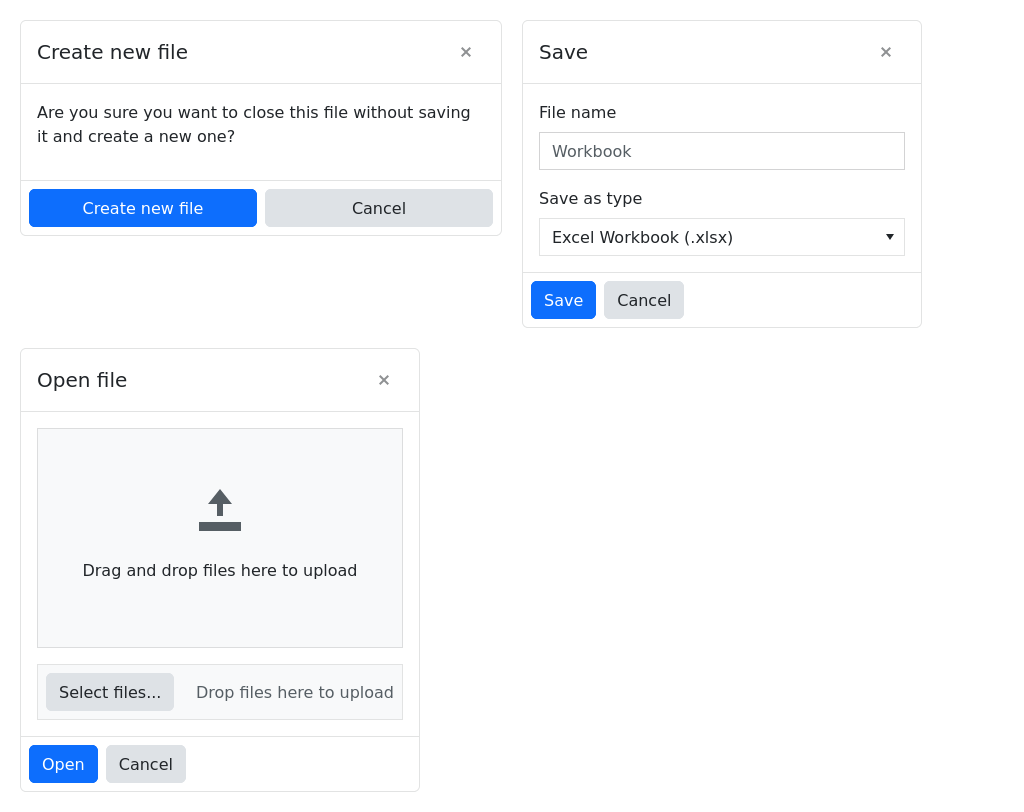 Create new file
Are you sure you want to close this file without saving
it and create a new one?
Create new file
Cancel
Save
File name
Workbook
Save as type
Excel Workbook (.xlsx)
Save
Cancel
Open file
Drag and drop files here to upload
Select files...
Drop files here to upload
Open
Cancel